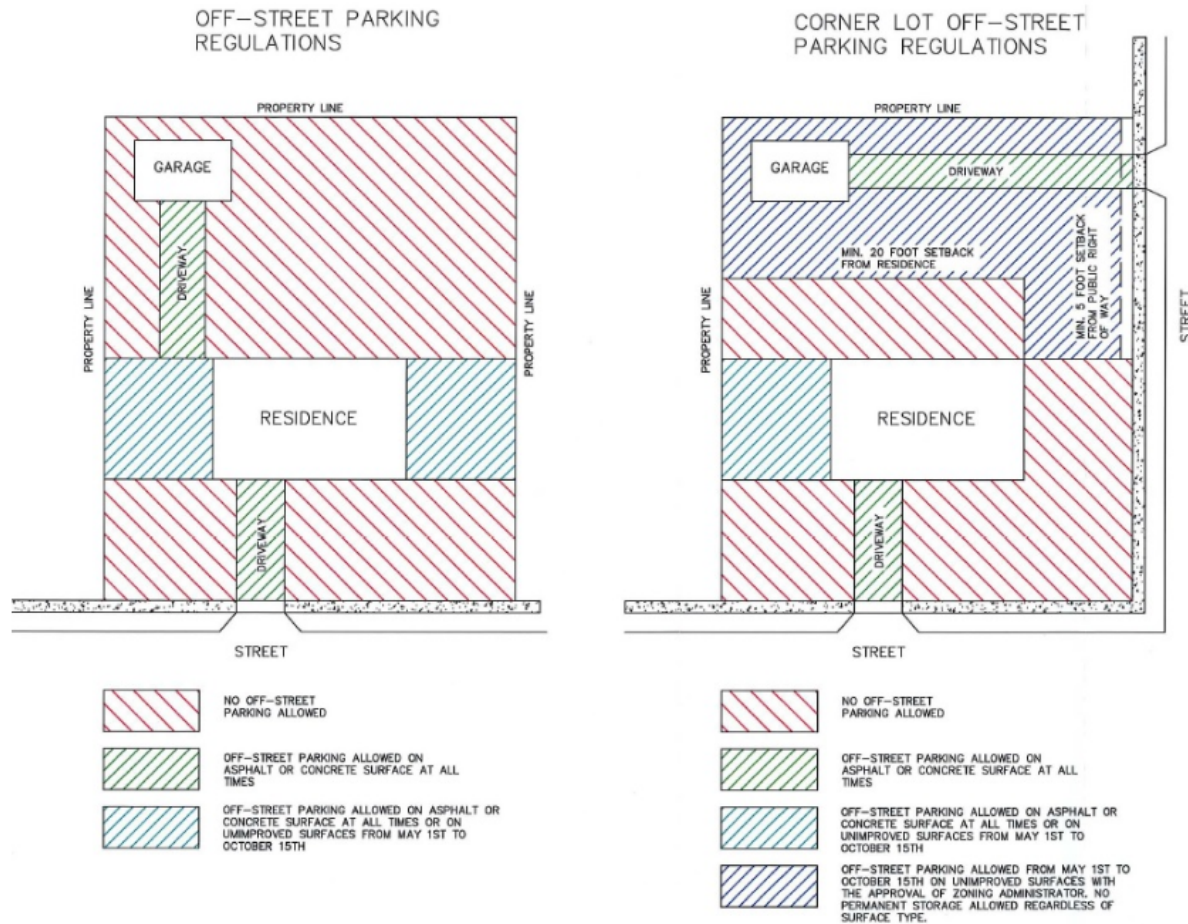 OFF-STREET PARKING
REGULATIONS
PROPERTY LINE
GARAGE
DRIVEWAY
PROPERTY LINE
PROPERTY LINE
RESIDENCE
DRIVEWAY
STREET
NO OFF-STREET
PARKING ALLOWED
OFF-STREET PARKING ALLOWED ON
ASPHALT OR CONCRETE SURFACE AT ALL
TIMES
OFF-STREET PARKING ALLOWED ON ASPHALT OR
CONCRETE SURFACE AT ALL TIMES OR ON
UNIMPROVED SURFACES FROM MAY 1ST TO
OCTOBER 15TH
CORNER LOT OFF-STREET
PARKING REGULATIONS
PROPERTY LINE
GARAGE
DRIVEWAY
MIN. 20 FOOT SETBACK
FROM RESIDENCE
MIN. 5 FOOT SETBACK
FROM PUBLIC RIGHT
OF WAY
STREET
PROPERTY LINE
RESIDENCE
DRIVEWAY
STREET
NO OFF-STREET
PARKING ALLOWED
OFF-STREET PARKING ALLOWED ON
ASPHALT OR CONCRETE SURFACE AT ALL
TIMES
OFF-STREET PARKING ALLOWED ON ASPHALT OR
CONCRETE SURFACE AT ALL TIMES OR ON
UNIMPROVED SURFACES FROM MAY 1ST TO
OCTOBER 15TH
OFF-STREET PARKING ALLOWED FROM MAY 1ST TO
OCTOBER 15TH ON UNIMPROVED SURFACES WITH
THE APPROVAL OF ZONING ADMINISTRATOR. NO
PERMANENT STORAGE ALLOWED REGARDLESS OF
SURFACE TYPE.